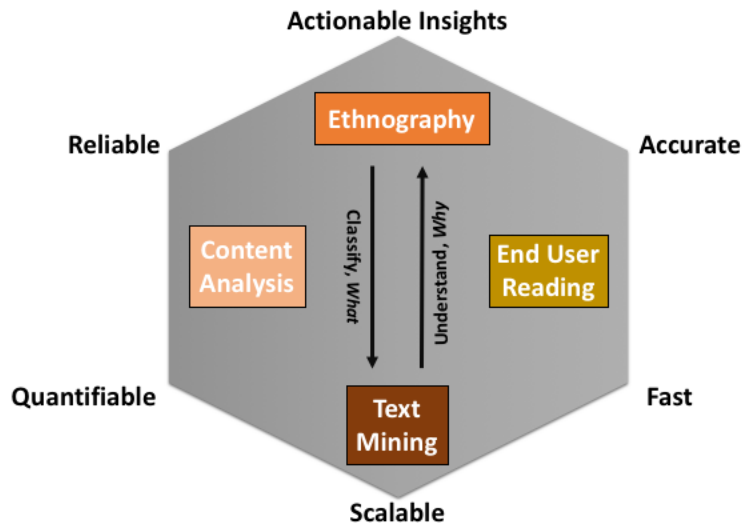 Actionable Insights
Ethnography
Reliable
Accurate
Classify, What
Understand, Why
Content
Analysis
End User
Reading
Quantifiable
Fast
Text
Mining
Scalable